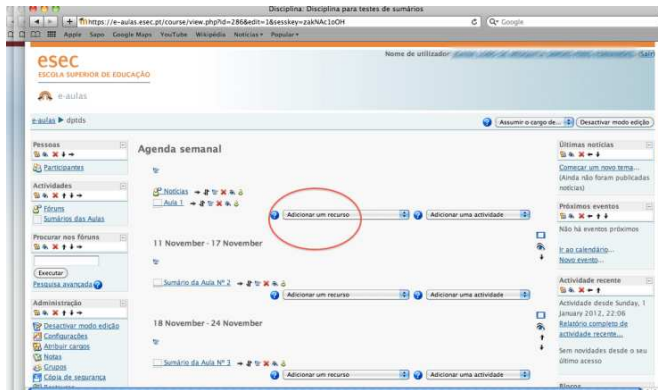 Disciplina: Disciplina para testes de sumários
https://e-aulas.esec.pt/course/view.php?id=286&edit=1&sesskey=zakNAc1oOH
Google
Apple Sapo Google Maps YouTube Wikipédia Notícias Popular
esec
ESCOLA SUPERIOR DE EDUCAÇÃO
Nome de utilizador:
(Sair)
e-aulas
e-aulas ► dptds
Assumir o cargo de...
Desactivar modo edição
Pessoas
Participantes
Actividades
Fóruns
Sumários das Aulas
Procurar nos fóruns
Executar
Pesquisa avançada
Administração
Desactivar modo edição
Configurações
Atribuir cargos
Notas
Grupos
Cópia de segurança
Agenda semanal
Notícias
Aula 1
Adicionar um recurso
Adicionar uma actividade
11 November - 17 November
Sumário da Aula Nº 2
Adicionar um recurso
Adicionar uma actividade
18 November - 24 November
Sumário da Aula Nº 3
Adicionar um recurso
Adicionar uma actividade
Últimas notícias
Começar um novo tema...
(Ainda não foram publicadas
notícias)
Próximos eventos
Não há eventos próximos
Ir ao calendário...
Novo evento...
Actividade recente
Actividade desde Sunday, 1
January 2012, 22:06
Relatório completo de
actividade recente...
Sem novidades desde o seu
último acesso
Blocos